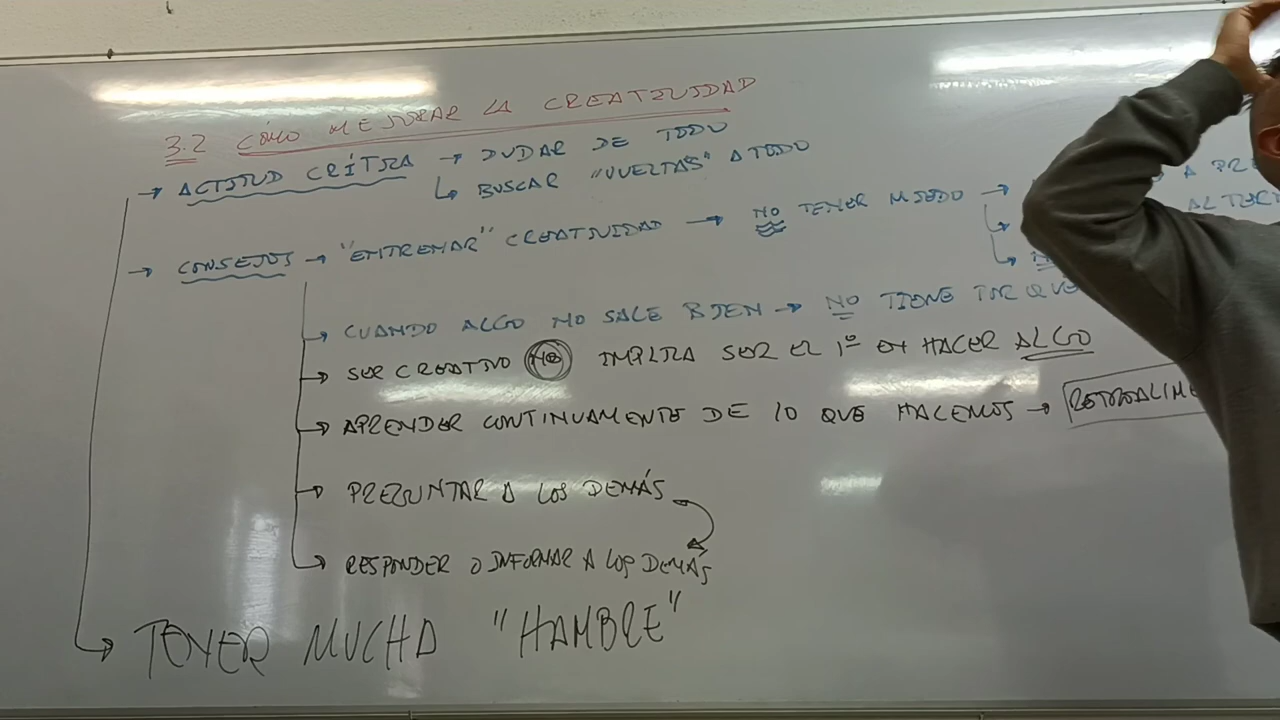 3.2 CÓMO MEJORAR LA CREATIVIDAD
→ ACTITUD CRÍTICA → DUDAR DE TODO
↳ BUSCAR "VUELTAS" A TODO
→ CONSEJOS → "ENTRENAR" CREATIVIDAD → NO TENER MIEDO →
A
CUANDO ALGO NO SALE BIEN → NO TIENE POR QUE
SER CREATIVO NO IMPLICA SER EL 1º EN HACER ALGO
APRENDER CONTINUAMENTE DE LO QUE HACEMOS →
PREGUNTAR A LOS DEMÁS
RESPONDER O INFORMAR A LOS DEMÁS
TENER MUCHA "HAMBRE"